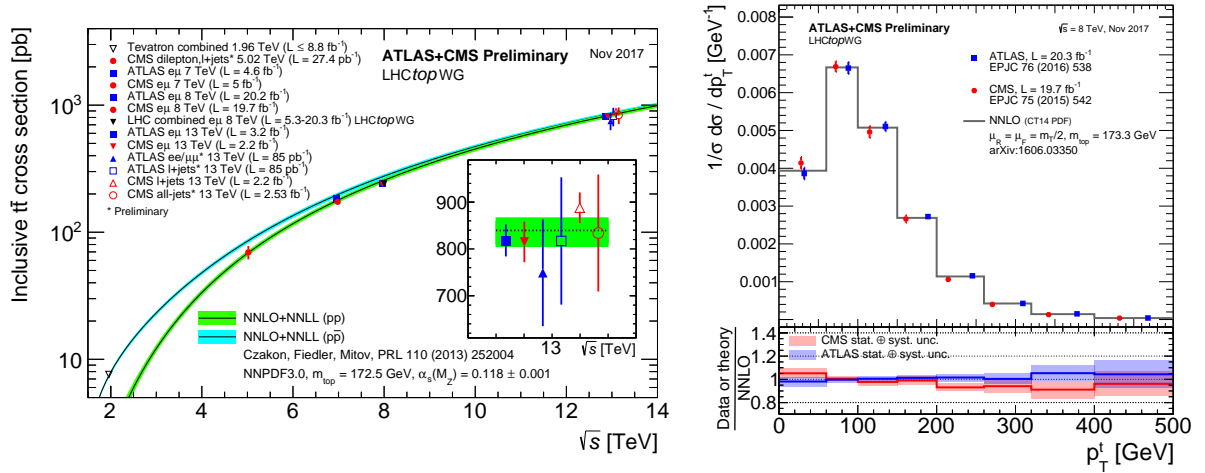 Inclusive tt̄ cross section [pb]
10³
10²
10
Tevatron combined 1.96 TeV (L ≤ 8.8 fb⁻¹)
CMS dilepton,l+jets* 5.02 TeV (L = 27.4 pb⁻¹)
ATLAS eμ 7 TeV (L = 4.6 fb⁻¹)
CMS eμ 7 TeV (L = 5 fb⁻¹)
ATLAS eμ 8 TeV (L = 20.2 fb⁻¹)
CMS eμ 8 TeV (L = 19.7 fb⁻¹)
LHC combined eμ 8 TeV (L = 5.3-20.3 fb⁻¹) LHCtopWG
ATLAS eμ 13 TeV (L = 3.2 fb⁻¹)
CMS eμ 13 TeV (L = 2.2 fb⁻¹)
ATLAS ee/μμ* 13 TeV (L = 85 pb⁻¹)
ATLAS l+jets* 13 TeV (L = 85 pb⁻¹)
CMS l+jets 13 TeV (L = 2.2 fb⁻¹)
CMS all-jets* 13 TeV (L = 2.53 fb⁻¹)
* Preliminary
ATLAS+CMS Preliminary Nov 2017
LHCtopWG
900
800
700
13 √s [TeV]
NNLO+NNLL (pp)
NNLO+NNLL (pp̄)
Czakon, Fiedler, Mitov, PRL 110 (2013) 252004
NNPDF3.0, m_top = 172.5 GeV, α_s(M_Z) = 0.118 ± 0.001
2 4 6 8 10 12 14
√s [TeV]
1/σ dσ / dp_T^t [GeV⁻¹]
0.008
0.007
0.006
0.005
0.004
0.003
0.002
0.001
ATLAS+CMS Preliminary √s = 8 TeV, Nov 2017
LHCtopWG
ATLAS, L = 20.3 fb⁻¹
EPJC 76 (2016) 538
CMS, L = 19.7 fb⁻¹
EPJC 75 (2015) 542
NNLO (CT14 PDF)
μ_R = μ_F = m_T/2, m_top = 173.3 GeV
arXiv:1606.03350
Data or theory
NNLO
1.4
1.2
1
0.8
CMS stat. ⊕ syst. unc.
ATLAS stat. ⊕ syst. unc.
0 100 200 300 400 500
p_T^t [GeV]